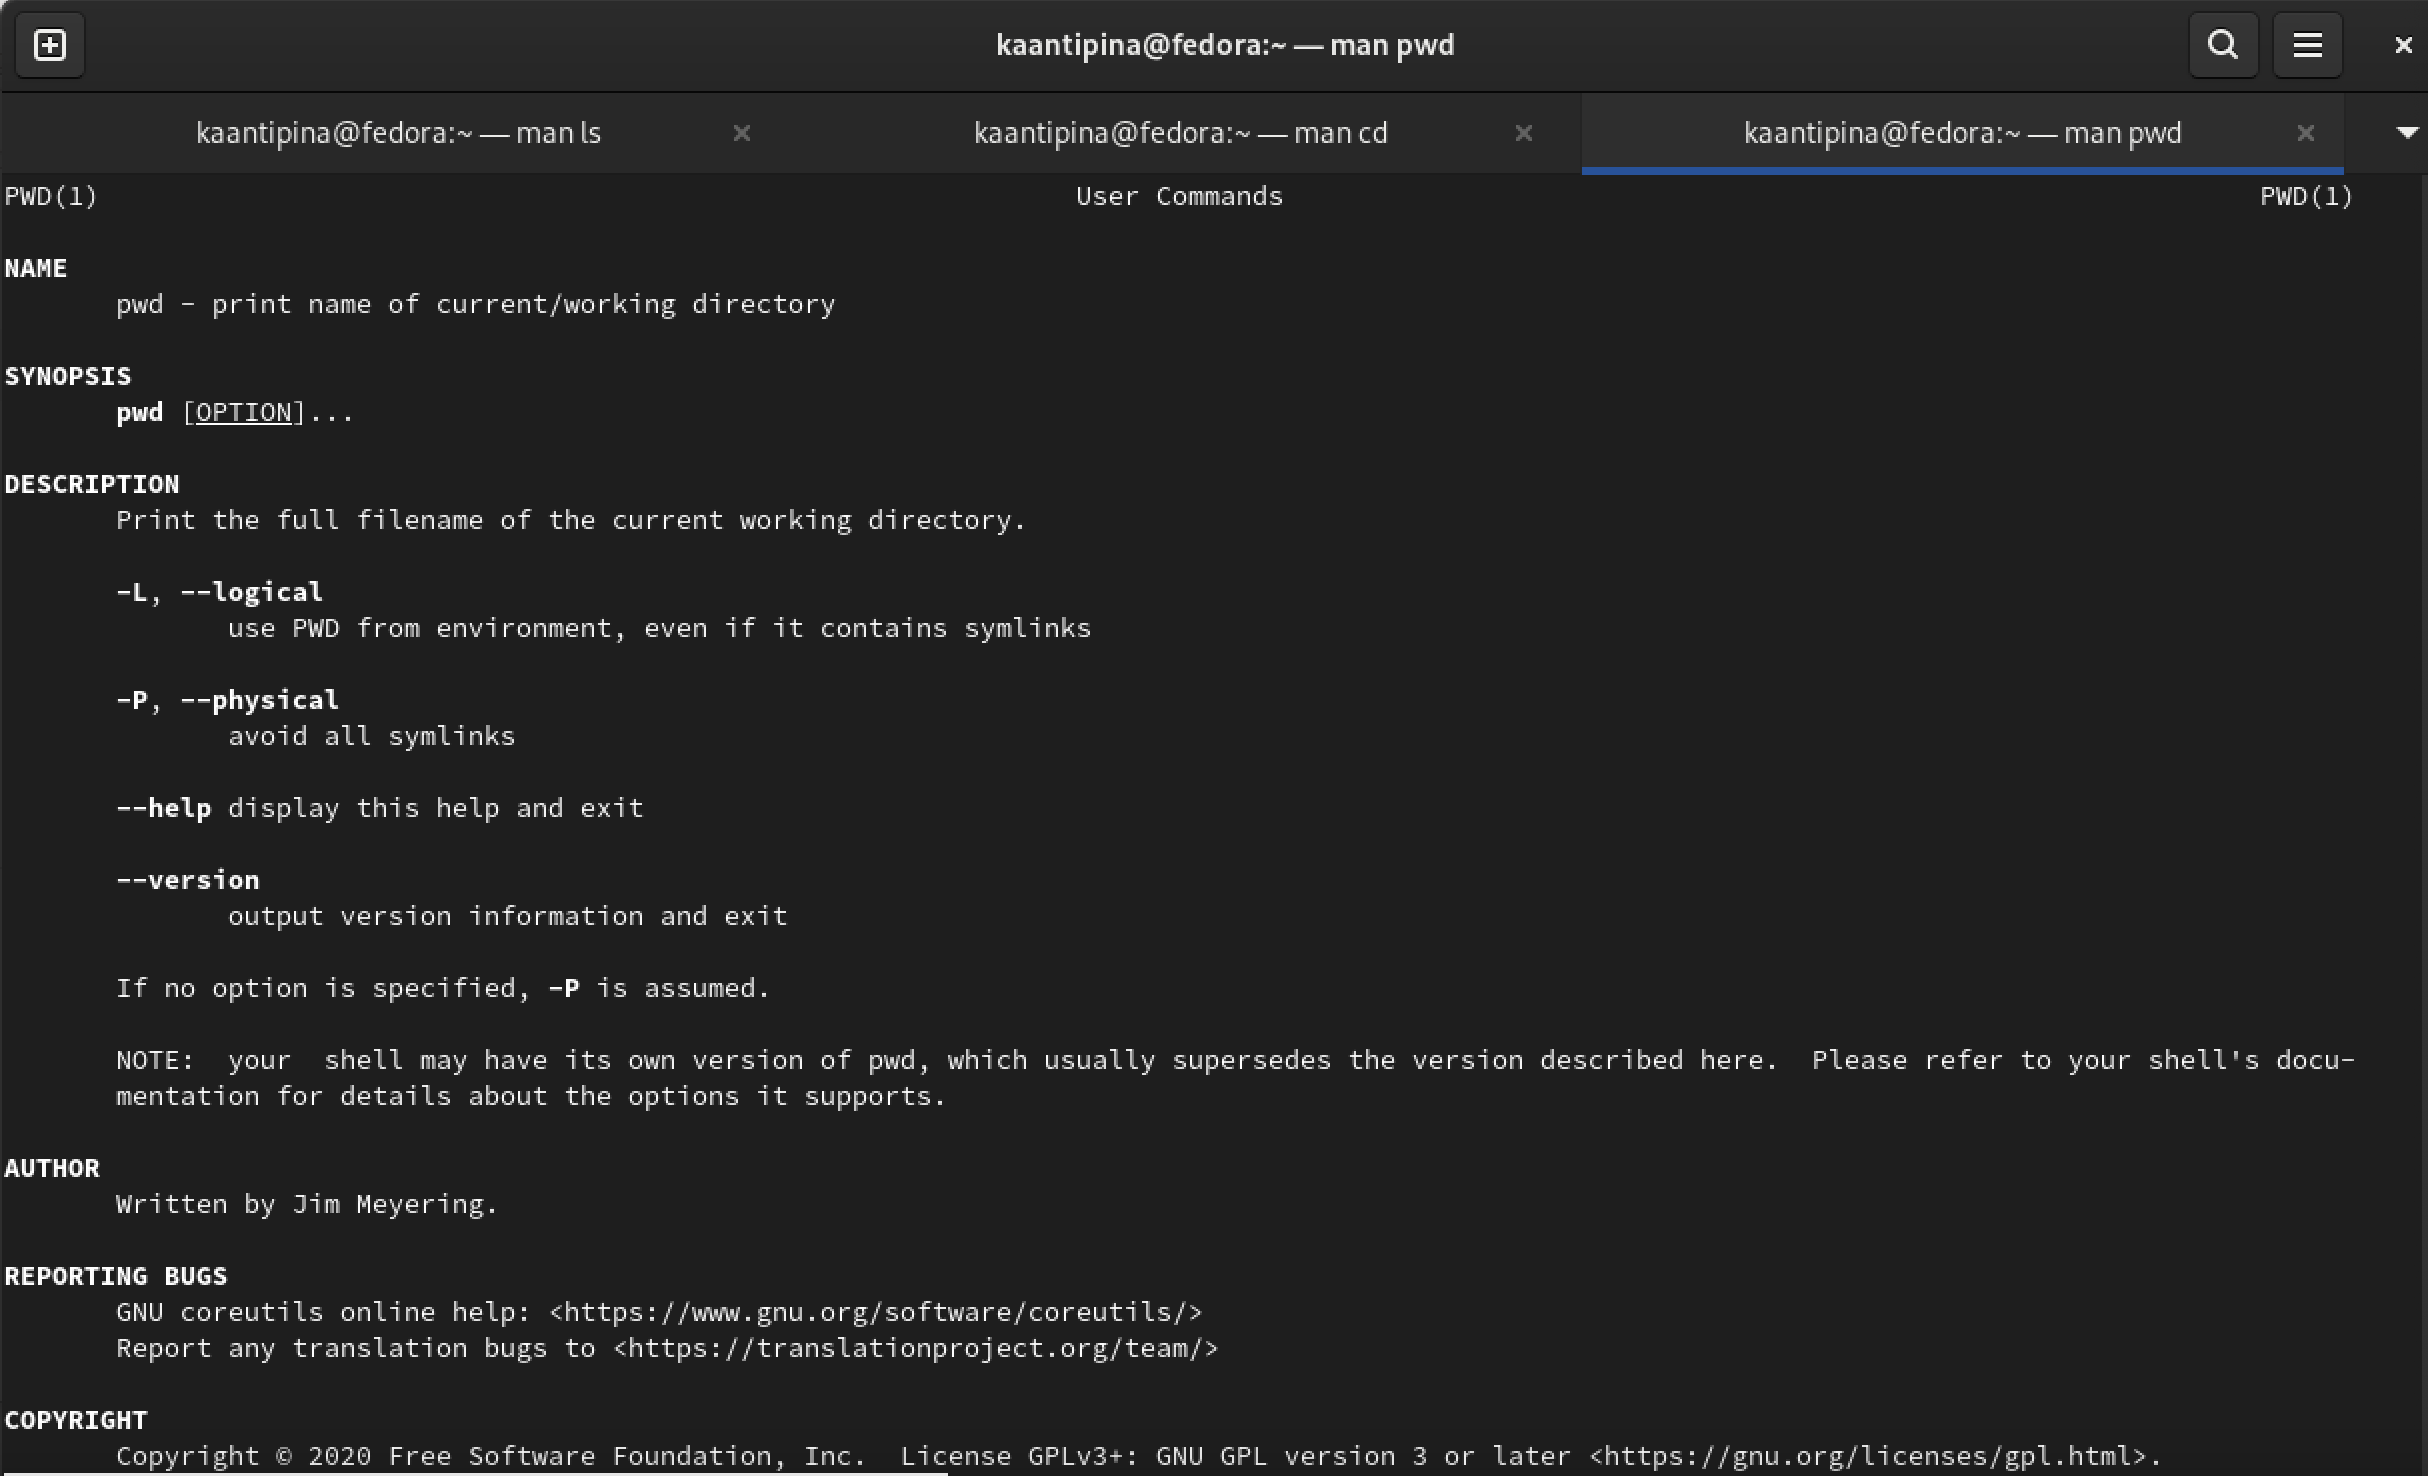 kaantipina@fedora:~ — man pwd
kaantipina@fedora:~ — man ls
kaantipina@fedora:~ — man cd
kaantipina@fedora:~ — man pwd
PWD(1) User Commands PWD(1)
NAME
pwd - print name of current/working directory
SYNOPSIS
pwd [OPTION]...
DESCRIPTION
Print the full filename of the current working directory.
-L, --logical
use PWD from environment, even if it contains symlinks
-P, --physical
avoid all symlinks
--help display this help and exit
--version
output version information and exit
If no option is specified, -P is assumed.
NOTE:  your  shell may have its own version of pwd, which usually supersedes the version described here.  Please refer to your shell's docu-
mentation for details about the options it supports.
AUTHOR
Written by Jim Meyering.
REPORTING BUGS
GNU coreutils online help: <https://www.gnu.org/software/coreutils/>
Report any translation bugs to <https://translationproject.org/team/>
COPYRIGHT
Copyright © 2020 Free Software Foundation, Inc.  License GPLv3+: GNU GPL version 3 or later <https://gnu.org/licenses/gpl.html>.